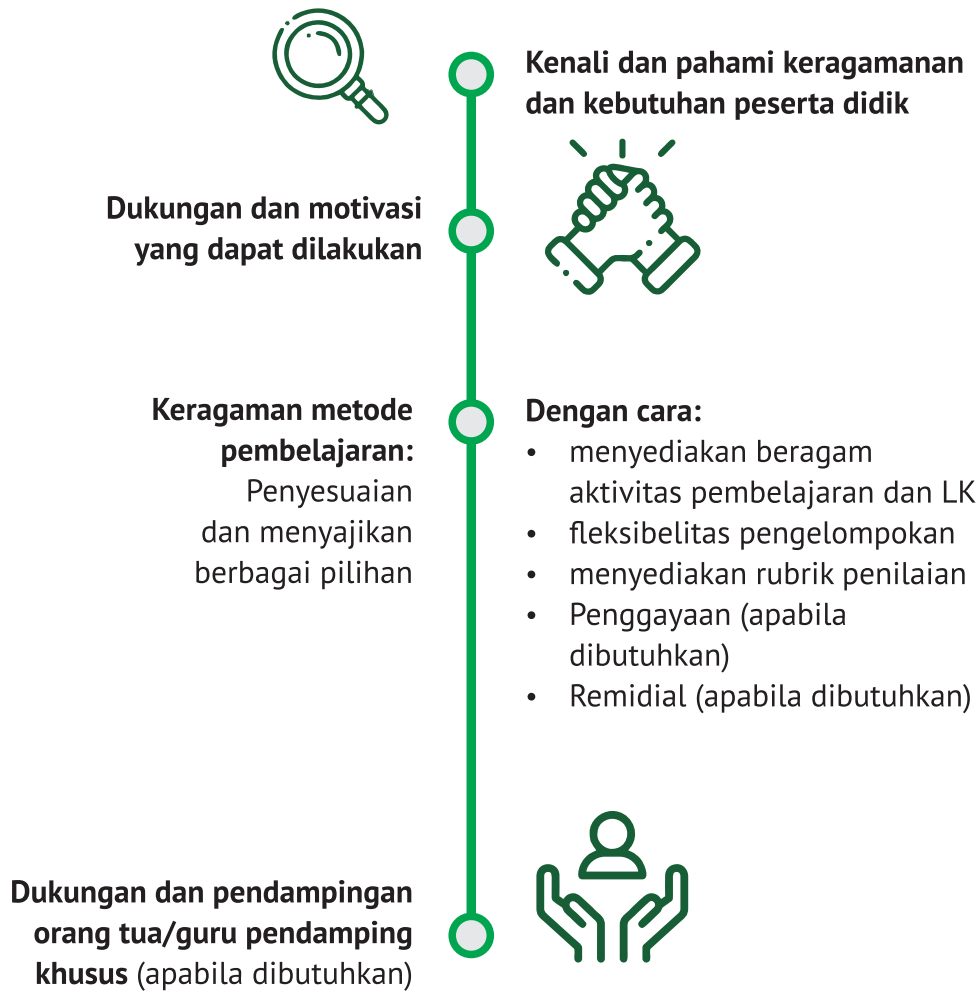 Kenali dan pahami keragamanan
dan kebutuhan peserta didik
Dukungan dan motivasi
yang dapat dilakukan
Keragaman metode
pembelajaran:
Penyesuaian
dan menyajikan
berbagai pilihan
Dengan cara:
• menyediakan beragam
aktivitas pembelajaran dan LK
• fleksibelitas pengelompokan
• menyediakan rubrik penilaian
• Penggayaan (apabila
dibutuhkan)
• Remidial (apabila dibutuhkan)
Dukungan dan pendampingan
orang tua/guru pendamping
khusus (apabila dibutuhkan)